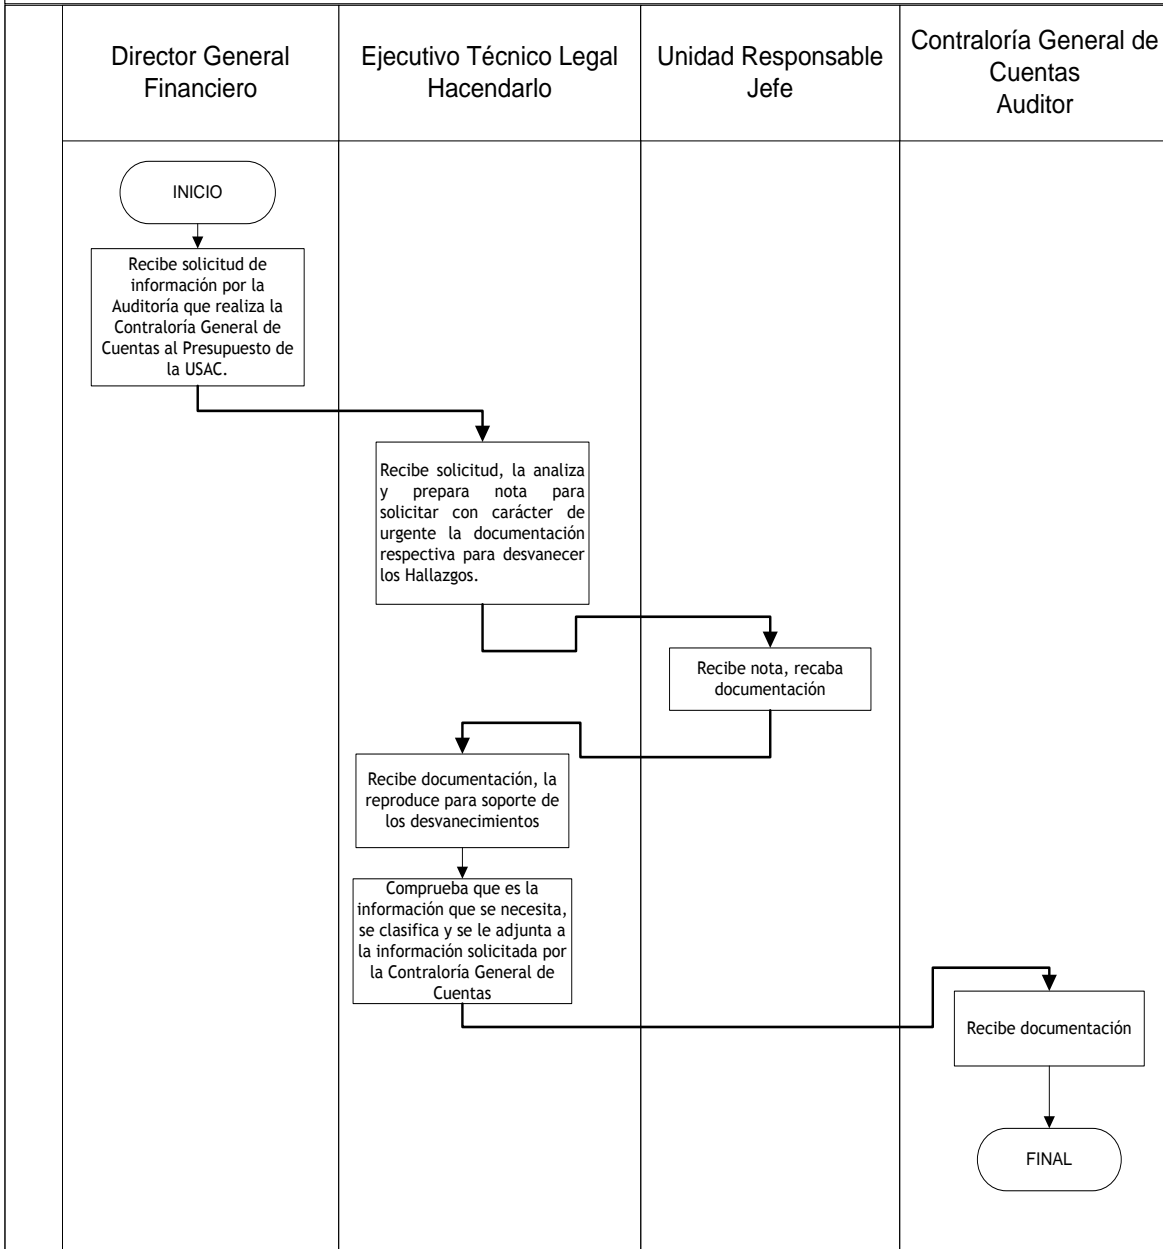 Director General
Financiero
Ejecutivo Técnico Legal
Hacendarlo
Unidad Responsable
Jefe
Contraloría General de
Cuentas
Auditor
INICIO
Recibe solicitud de
información por la
Auditoría que realiza la
Contraloría General de
Cuentas al Presupuesto de
la USAC.
Recibe solicitud, la analiza
y prepara nota para
solicitar con carácter de
urgente la documentación
respectiva para desvanecer
los Hallazgos.
Recibe nota, recaba
documentación
Recibe documentación, la
reproduce para soporte de
los desvanecimientos
Comprueba que es la
información que se necesita,
se clasifica y se le adjunta a
la información solicitada por
la Contraloría General de
Cuentas
Recibe documentación
FINAL